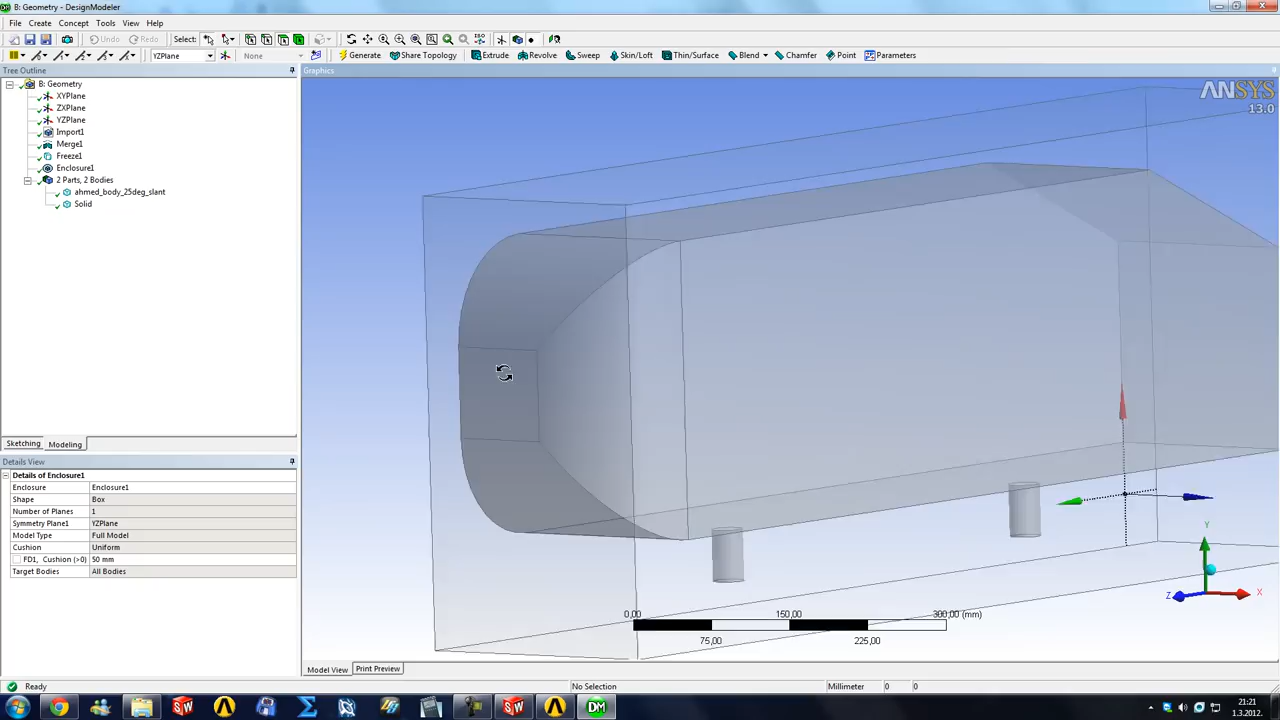 B: Geometry - DesignModeler
File Create Concept Tools View Help
Undo Redo Select:
YZPlane None Generate Share Topology Extrude Revolve Sweep Skin/Loft Thin/Surface Blend Chamfer Point Parameters
Tree Outline
B: Geometry
XYPlane
ZXPlane
YZPlane
Import1
Merge1
Freeze1
Enclosure1
2 Parts, 2 Bodies
ahmed_body_25deg_slant
Solid
Sketching Modeling
Details View
Details of Enclosure1
Enclosure Enclosure1
Shape Box
Number of Planes 1
Symmetry Plane1 YZPlane
Model Type Full Model
Cushion Uniform
FD1, Cushion (>0) 50 mm
Target Bodies All Bodies
Graphics
ANSYS
13.0
Y
Z X
0,00 150,00 300,00 (mm)
75,00 225,00
Model View Print Preview
Ready No Selection Millimeter 0 0
21:21
1.3.2012.